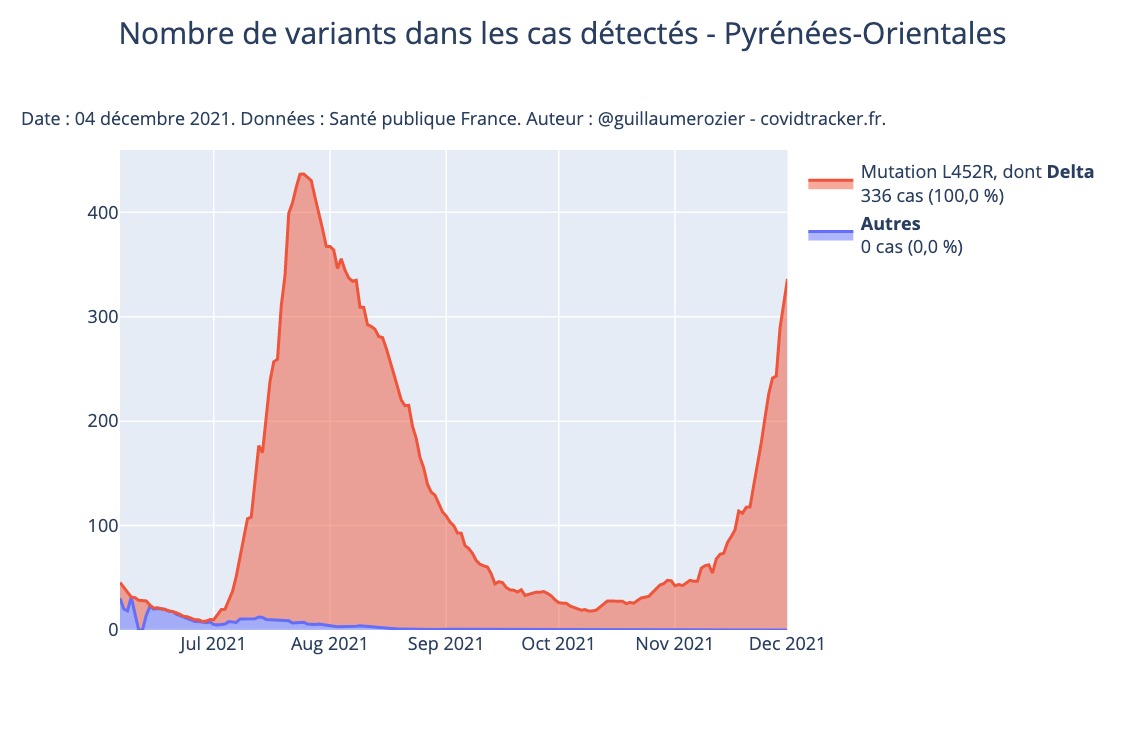 Nombre de variants dans les cas détectés - Pyrénées-Orientales
Date : 04 décembre 2021. Données : Santé publique France. Auteur : @guillaumerozier - covidtracker.fr.
Mutation L452R, dont Delta
336 cas (100,0 %)
Autres
0 cas (0,0 %)
400
300
200
100
0
Jul 2021 Aug 2021 Sep 2021 Oct 2021 Nov 2021 Dec 2021